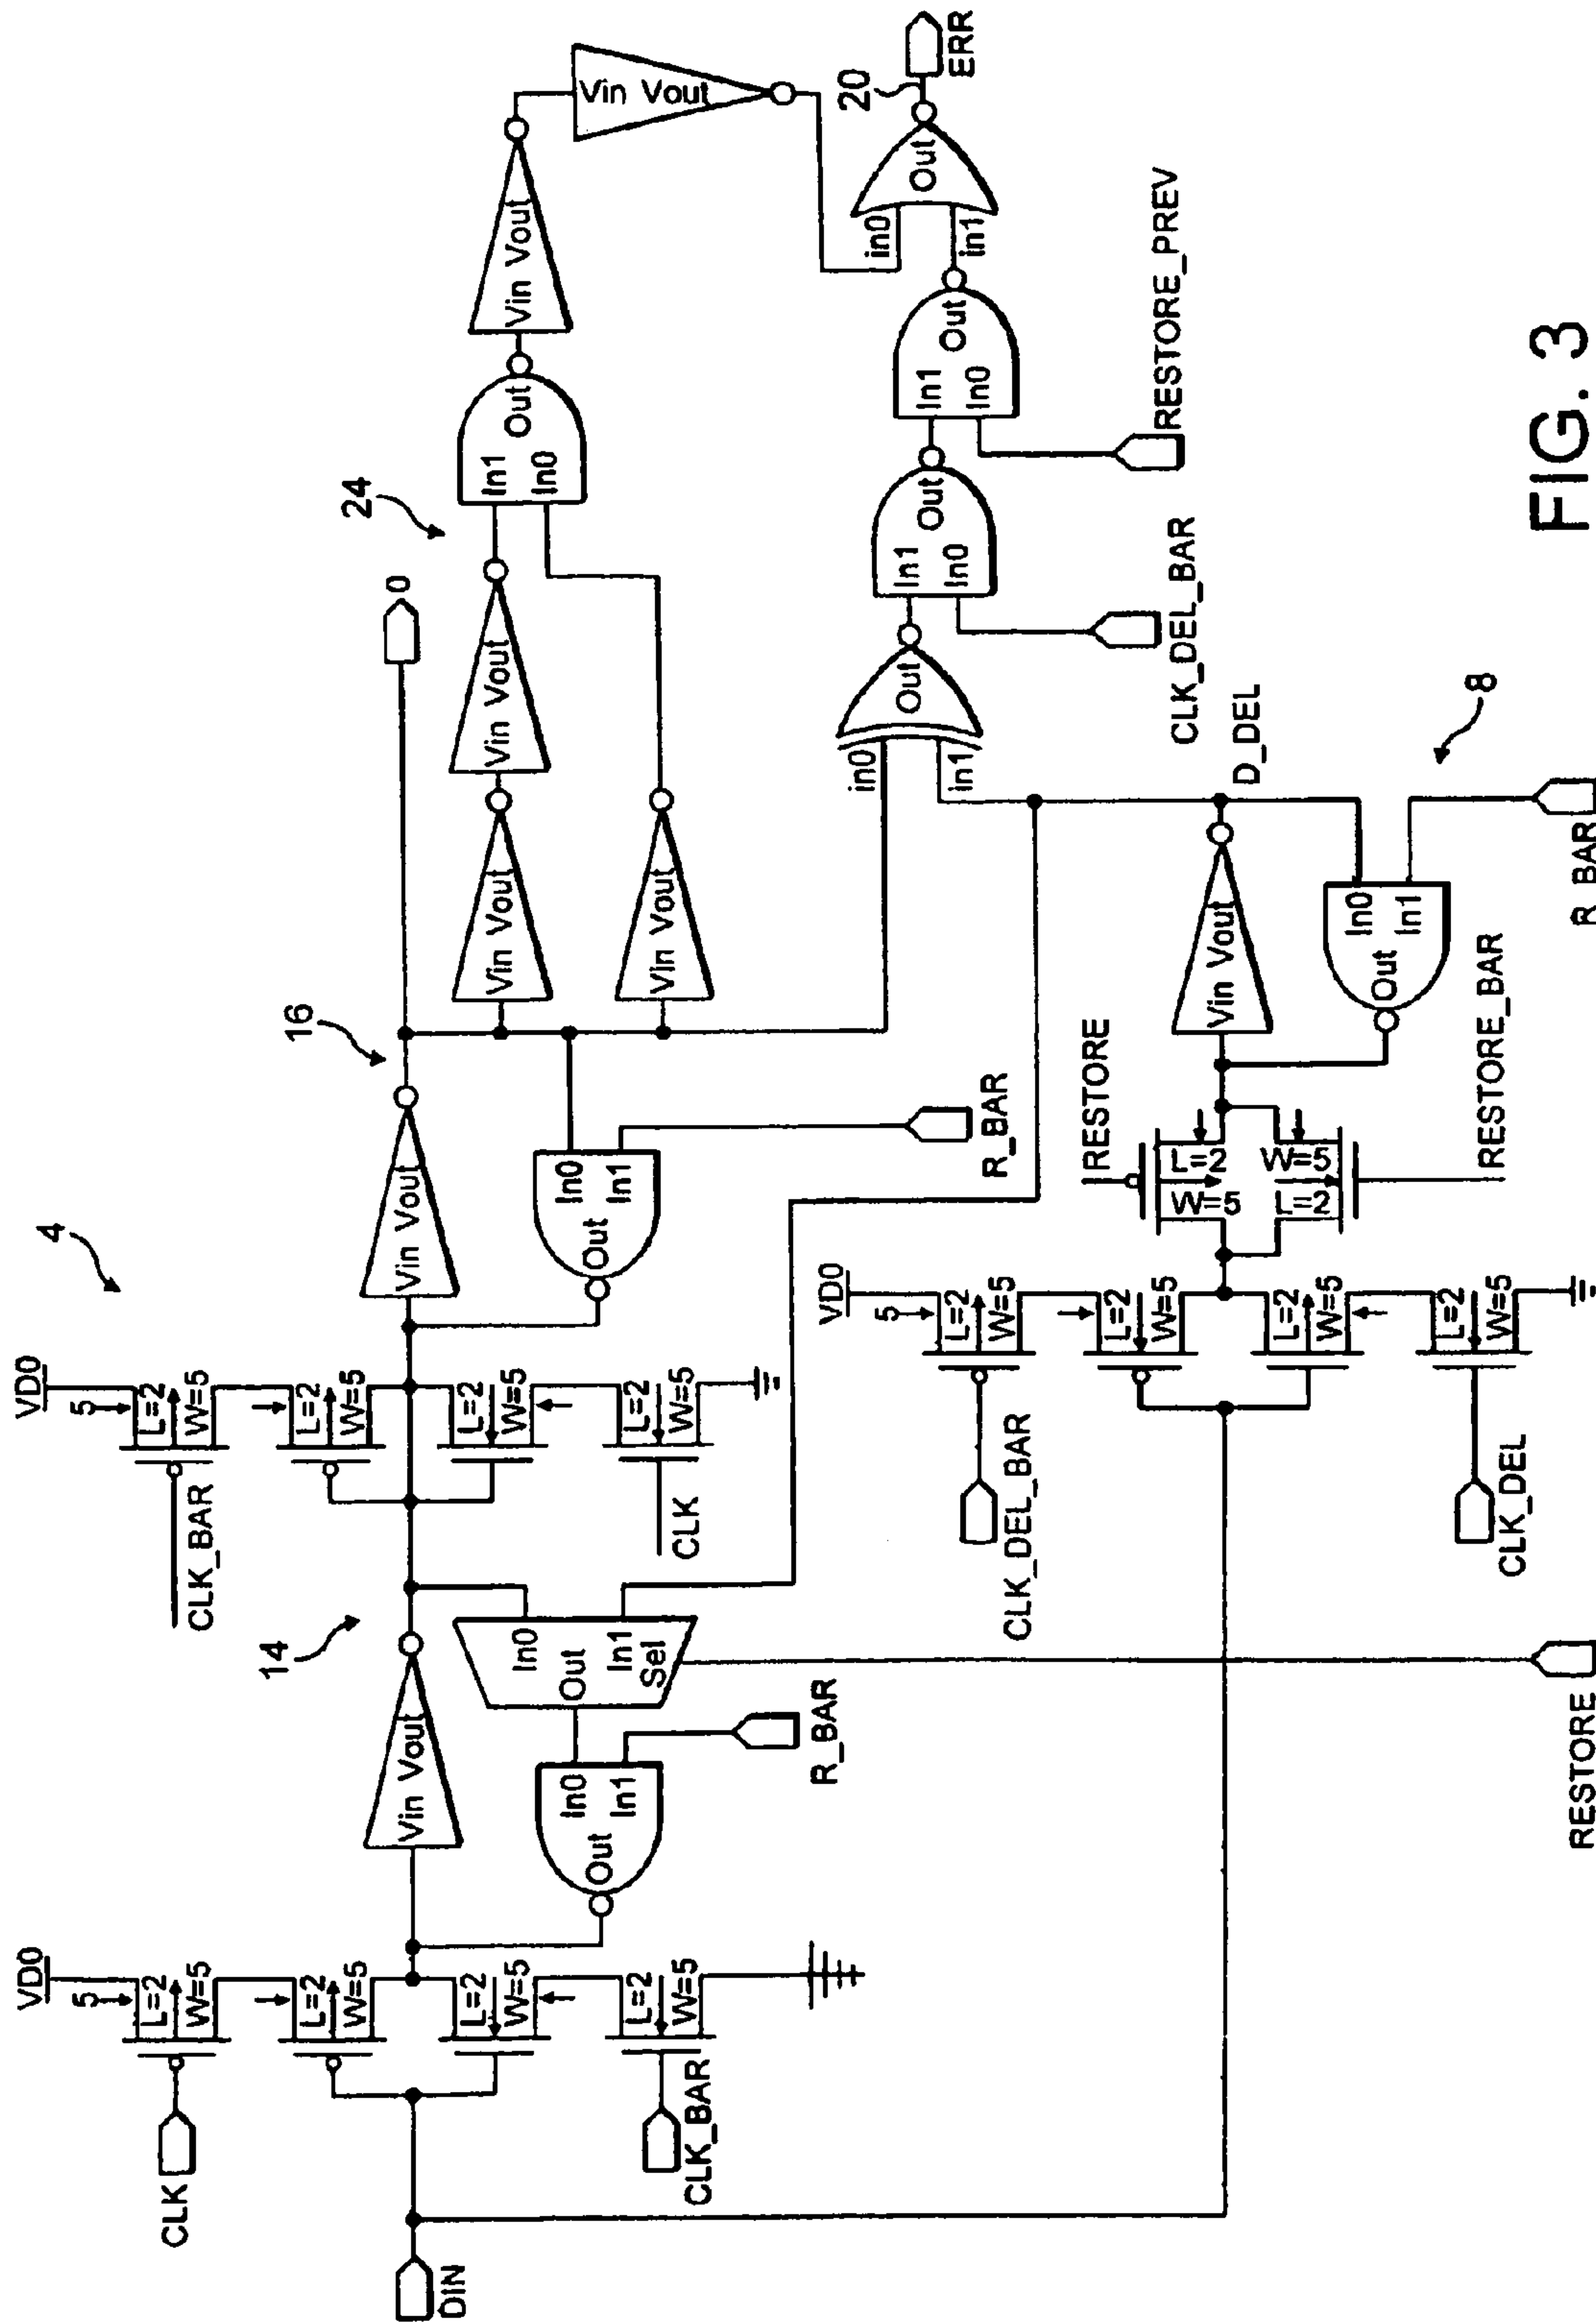 DIN
CLK
VD0
5
L=2
W=5
L=2
W=5
L=2
W=5
L=2
W=5
CLK_BAR
Vin Vout
14
In0
In1
Out
R_BAR
In0
Out
In1
Sel
RESTORE
CLK_BAR
VD0
5
L=2
W=5
L=2
W=5
L=2
W=5
L=2
W=5
CLK
4
Vin Vout
16
In0
In1
Out
R_BAR
0
Vin Vout
Vin Vout
Vin Vout
24
In1
In0
Out
Vin Vout
Vin Vout
in0
in1
Out
CLK_DEL_BAR
In1
In0
Out
RESTORE_PREV
In1
In0
Out
in0
in1
Out
20
ERR
CLK_DEL_BAR
VD0
5
L=2
W=5
L=2
W=5
L=2
W=5
L=2
W=5
CLK_DEL
RESTORE
L=2
W=5
W=5
L=2
RESTORE_BAR
Vin Vout
D_DEL
In0
In1
Out
R_BAR
8
FIG. 3